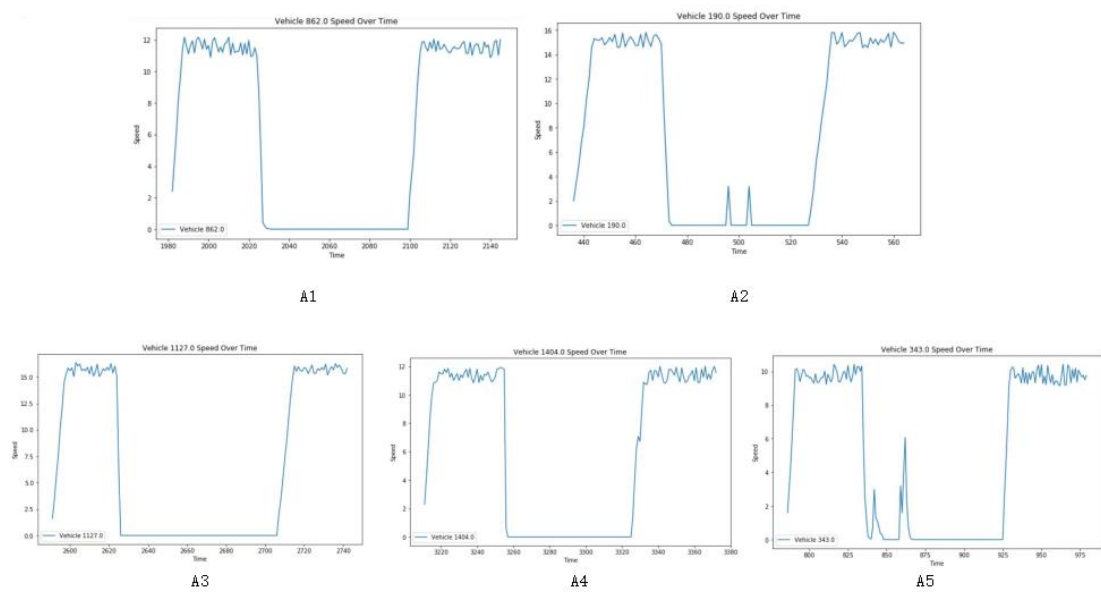 Vehicle 862.0 Speed Over Time
12
10
8
6
4
2
0
Speed
Vehicle 862.0
1980 2000 2020 2040 2060 2080 2100 2120 2140
Time
A1
Vehicle 190.0 Speed Over Time
16
14
12
10
8
6
4
2
0
Speed
Vehicle 190.0
440 460 480 500 520 540 560
Time
A2
Vehicle 1127.0 Speed Over Time
15.0
12.5
10.0
7.5
5.0
2.5
0.0
Speed
Vehicle 1127.0
2600 2620 2640 2660 2680 2700 2720 2740
Time
A3
Vehicle 1404.0 Speed Over Time
12
10
8
6
4
2
0
Speed
Vehicle 1404.0
3220 3240 3260 3280 3300 3320 3340 3360 3380
Time
A4
Vehicle 343.0 Speed Over Time
10
8
6
4
2
0
Speed
Vehicle 343.0
800 825 850 875 900 925 950 975
Time
A5